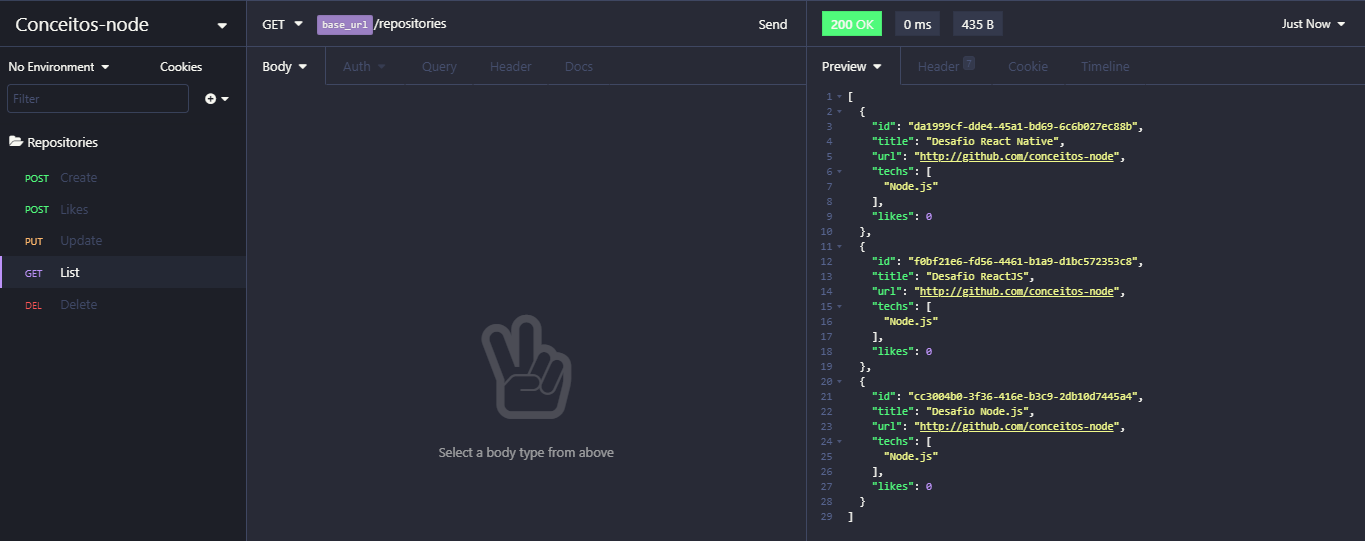 Conceitos-node
No Environment
Cookies
Filter
Repositories
POST Create
POST Likes
PUT Update
GET List
DEL Delete
GET base_url/repositories Send
Body Auth Query Header Docs
Select a body type from above
200 OK 0 ms 435 B Just Now
Preview Header 7 Cookie Timeline
1 [
2 {
3 "id": "da1999cf-dde4-45a1-bd69-6c6b027ec88b",
4 "title": "Desafio React Native",
5 "url": "http://github.com/conceitos-node",
6 "techs": [
7 "Node.js"
8 ],
9 "likes": 0
10 },
11 {
12 "id": "f0bf21e6-fd56-4461-b1a9-d1bc572353c8",
13 "title": "Desafio ReactJS",
14 "url": "http://github.com/conceitos-node",
15 "techs": [
16 "Node.js"
17 ],
18 "likes": 0
19 },
20 {
21 "id": "cc3004b0-3f36-416e-b3c9-2db10d7445a4",
22 "title": "Desafio Node.js",
23 "url": "http://github.com/conceitos-node",
24 "techs": [
25 "Node.js"
26 ],
27 "likes": 0
28 }
29 ]